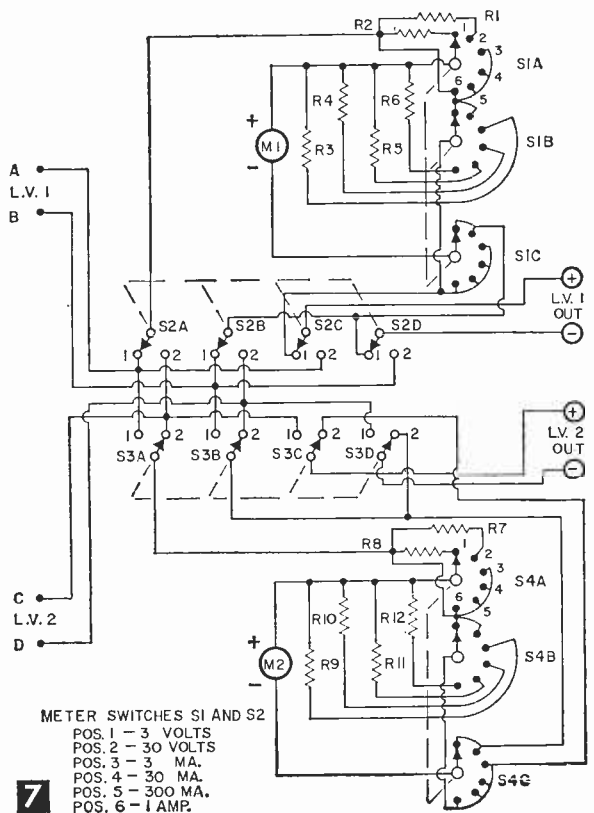 R1
R2
1
2
3
4
5
6
S1A
R4
R6
R3
R5
S1B
+
M1
-
A
L.V. 1
B
S1C
+
L.V. 1
OUT
-
S2A
S2B
S2C
S2D
1 2 1 2 1 2 1 2
1 2 1 2 1 2 1 2
S3A
S3B
S3C
S3D
+
L.V. 2
OUT
-
R7
R8
1
2
3
4
5
6
S4A
C
L.V. 2
D
R10
R12
R9
R11
S4B
+
M2
-
S4C
METER SWITCHES S1 AND S2
POS. 1 - 3 VOLTS
POS. 2 - 30 VOLTS
POS. 3 - 3 MA.
POS. 4 - 30 MA.
POS. 5 - 300 MA.
POS. 6 - 1 AMP.
7